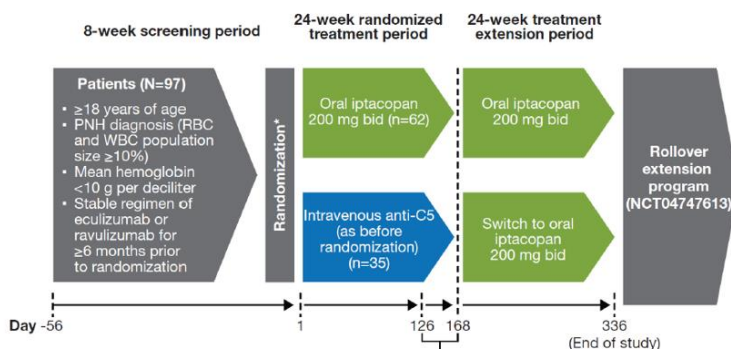 8-week screening period
24-week randomized
treatment period
24-week treatment
extension period
Patients (N=97)
• ≥18 years of age
• PNH diagnosis (RBC
and WBC population
size ≥10%)
• Mean hemoglobin
<10 g per deciliter
• Stable regimen of
eculizumab or
ravulizumab for
≥6 months prior
to randomization
Randomization*
Oral iptacopan
200 mg bid (n=62)
Intravenous anti-C5
(as before
randomization)
(n=35)
Oral iptacopan
200 mg bid
Switch to oral
iptacopan
200 mg bid
Rollover
extension
program
(NCT04747613)
Day -56
1
126
168
336
(End of study)